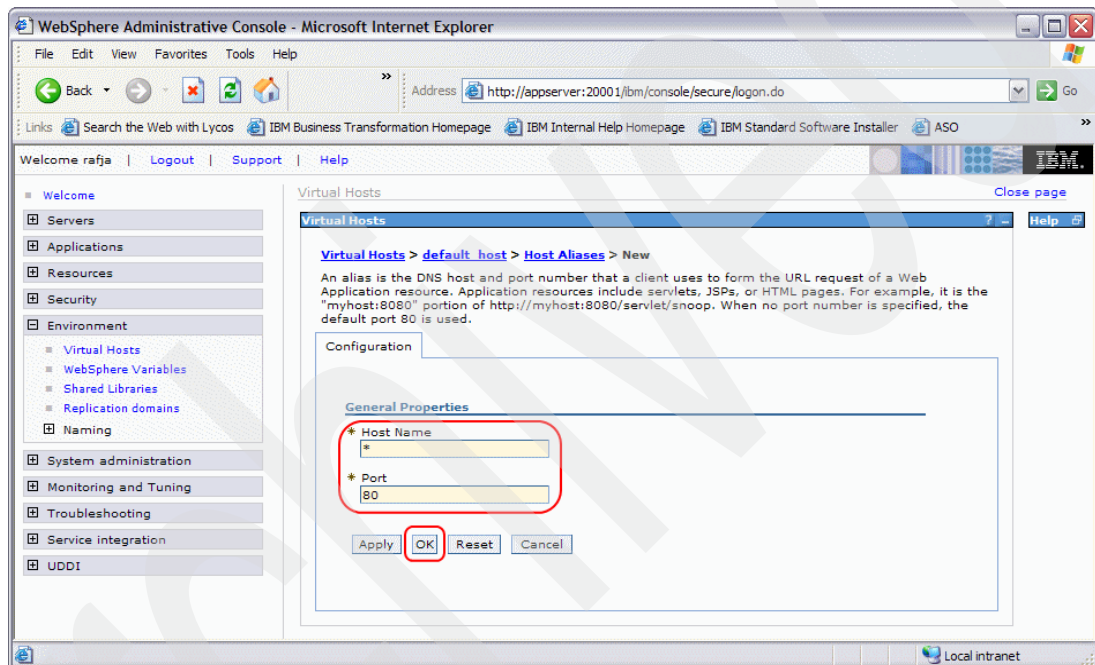 WebSphere Administrative Console - Microsoft Internet Explorer
File Edit View Favorites Tools Help
Back » Address http://appserver:20001/ibm/console/secure/logon.do Go
Links Search the Web with Lycos IBM Business Transformation Homepage IBM Internal Help Homepage IBM Standard Software Installer ASO »
Welcome rafja | Logout | Support | Help IBM.
Welcome
Servers
Applications
Resources
Security
Environment
Virtual Hosts
WebSphere Variables
Shared Libraries
Replication domains
Naming
System administration
Monitoring and Tuning
Troubleshooting
Service integration
UDDI
Virtual Hosts Close page
Virtual Hosts ? – Help
Virtual Hosts > default_host > Host Aliases > New
An alias is the DNS host and port number that a client uses to form the URL request of a Web
Application resource. Application resources include servlets, JSPs, or HTML pages. For example, it is the
"myhost:8080" portion of http://myhost:8080/servlet/snoop. When no port number is specified, the
default port 80 is used.
Configuration
General Properties
* Host Name
*
* Port
80
Apply OK Reset Cancel
Local intranet